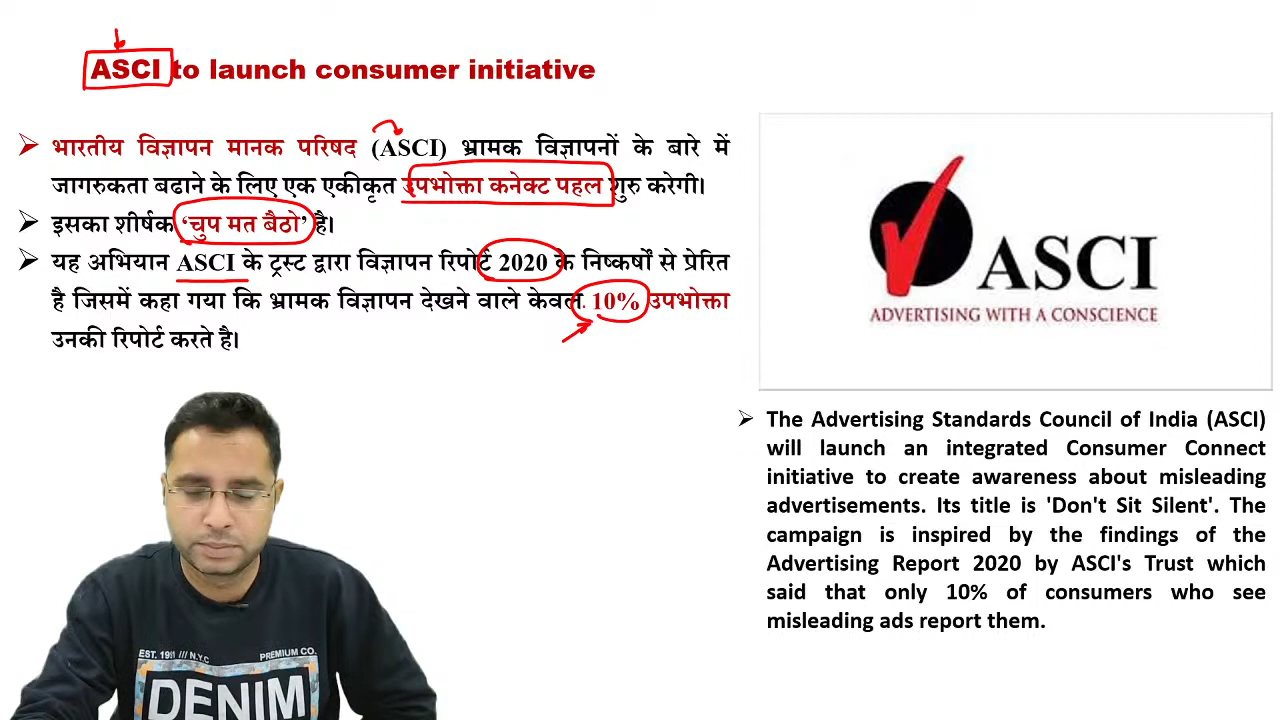 ASCI to launch consumer initiative
भारतीय विज्ञापन मानक परिषद (ASCI) भ्रामक विज्ञापनों के बारे में
जागरुकता बढाने के लिए एक एकीकृत उपभोक्ता कनेक्ट पहल शुरु करेगी।
इसका शीर्षक ‘चुप मत बैठो’ है।
यह अभियान ASCI के ट्रस्ट द्वारा विज्ञापन रिपोर्ट 2020 के निष्कर्षों से प्रेरित
है जिसमें कहा गया कि भ्रामक विज्ञापन देखने वाले केवल 10% उपभोक्ता
उनकी रिपोर्ट करते है।
ASCI
ADVERTISING WITH A CONSCIENCE
The Advertising Standards Council of India (ASCI)
will launch an integrated Consumer Connect
initiative to create awareness about misleading
advertisements. Its title is 'Don't Sit Silent'. The
campaign is inspired by the findings of the
Advertising Report 2020 by ASCI's Trust which
said that only 10% of consumers who see
misleading ads report them.
EST. 1991 // N.Y.C
PREMIUM CO.
DENIM